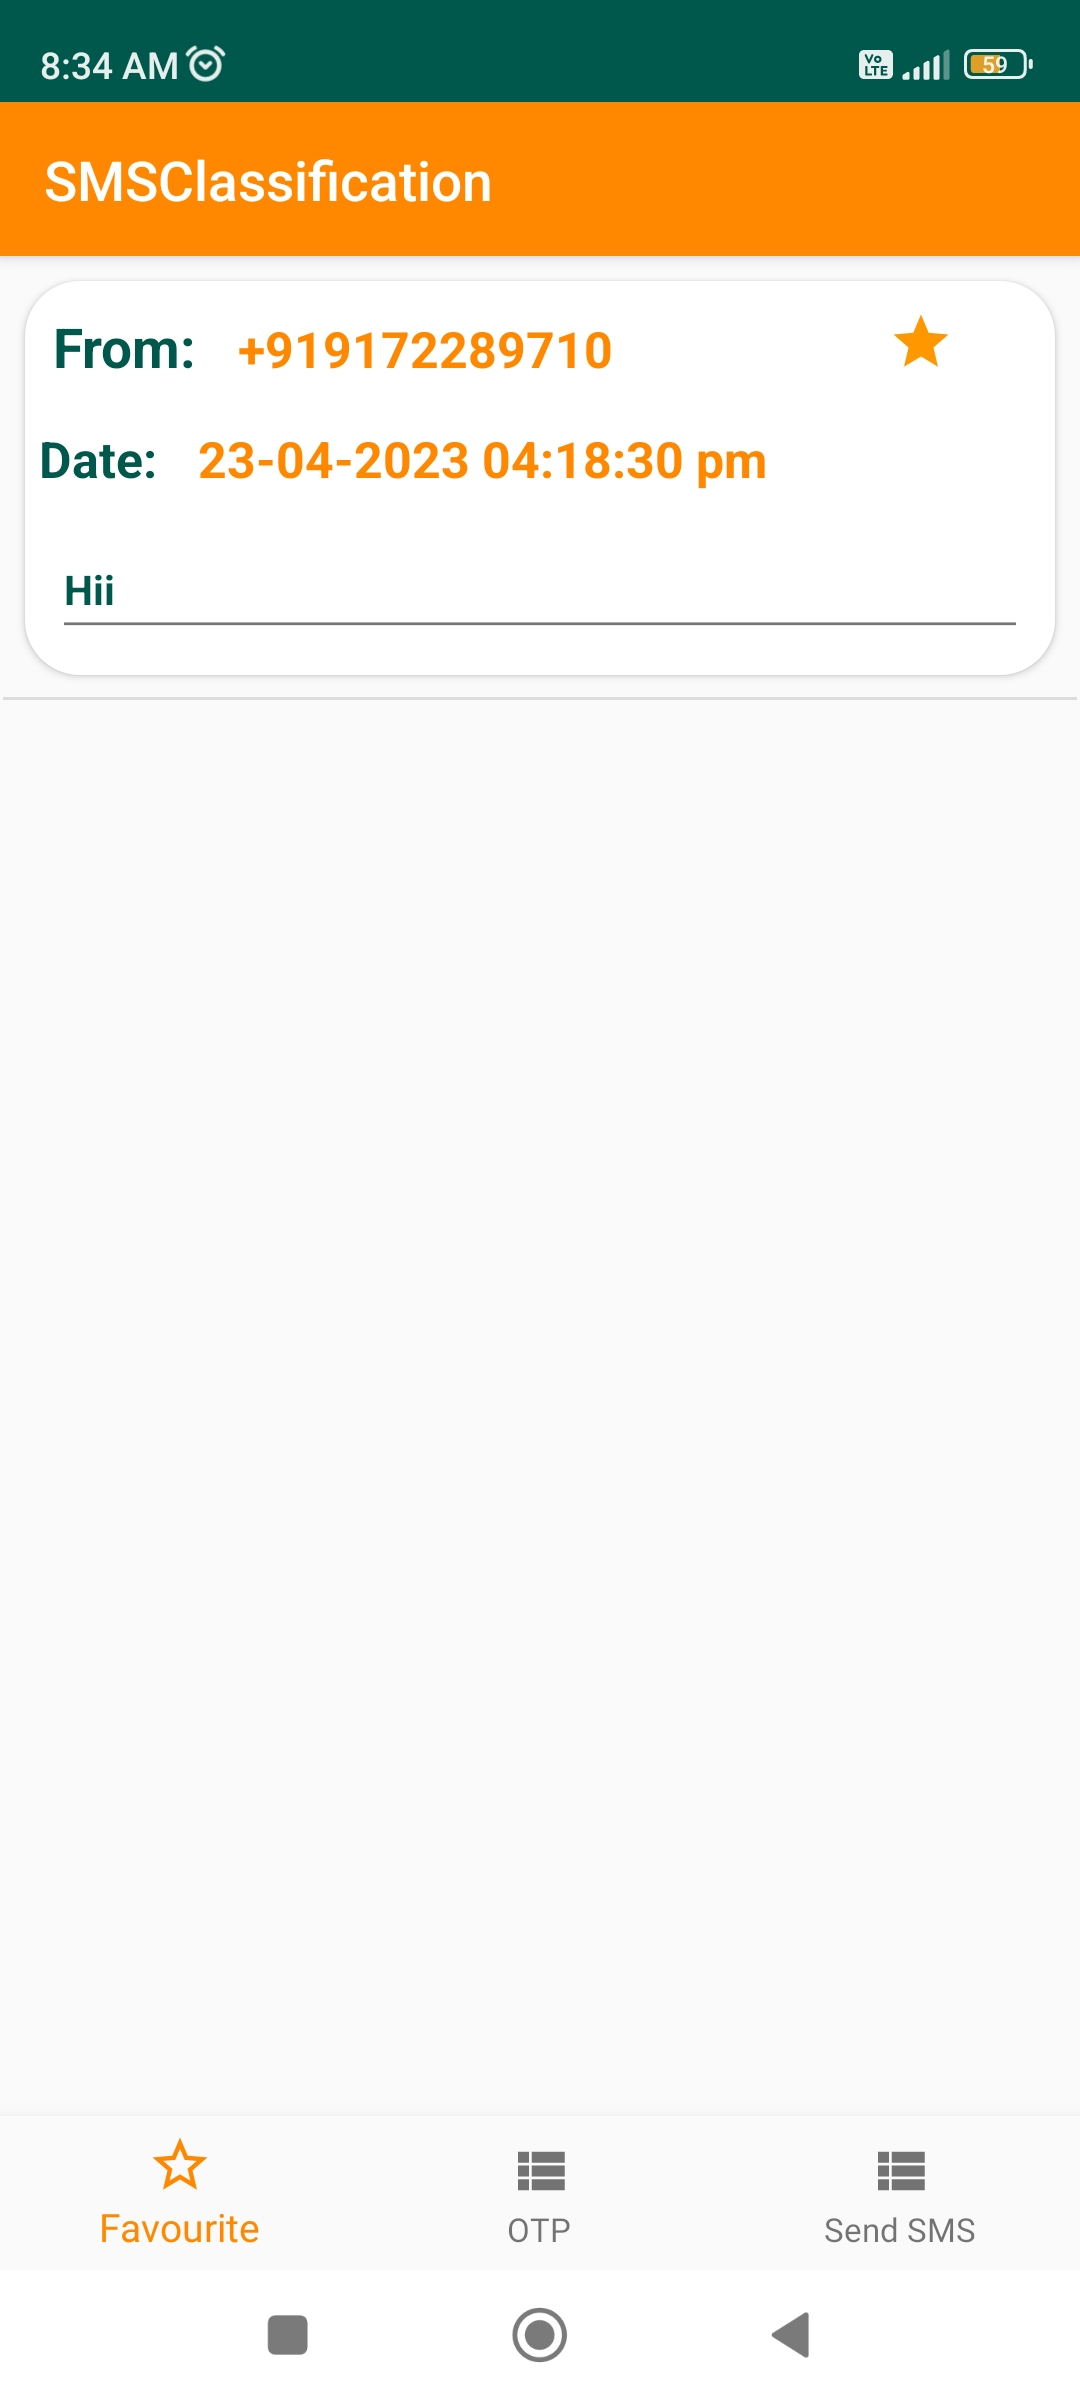 8:34 AM
Vo LTE
59
SMSClassification
From: +919172289710
Date: 23-04-2023 04:18:30 pm
Hii
Favourite
OTP
Send SMS